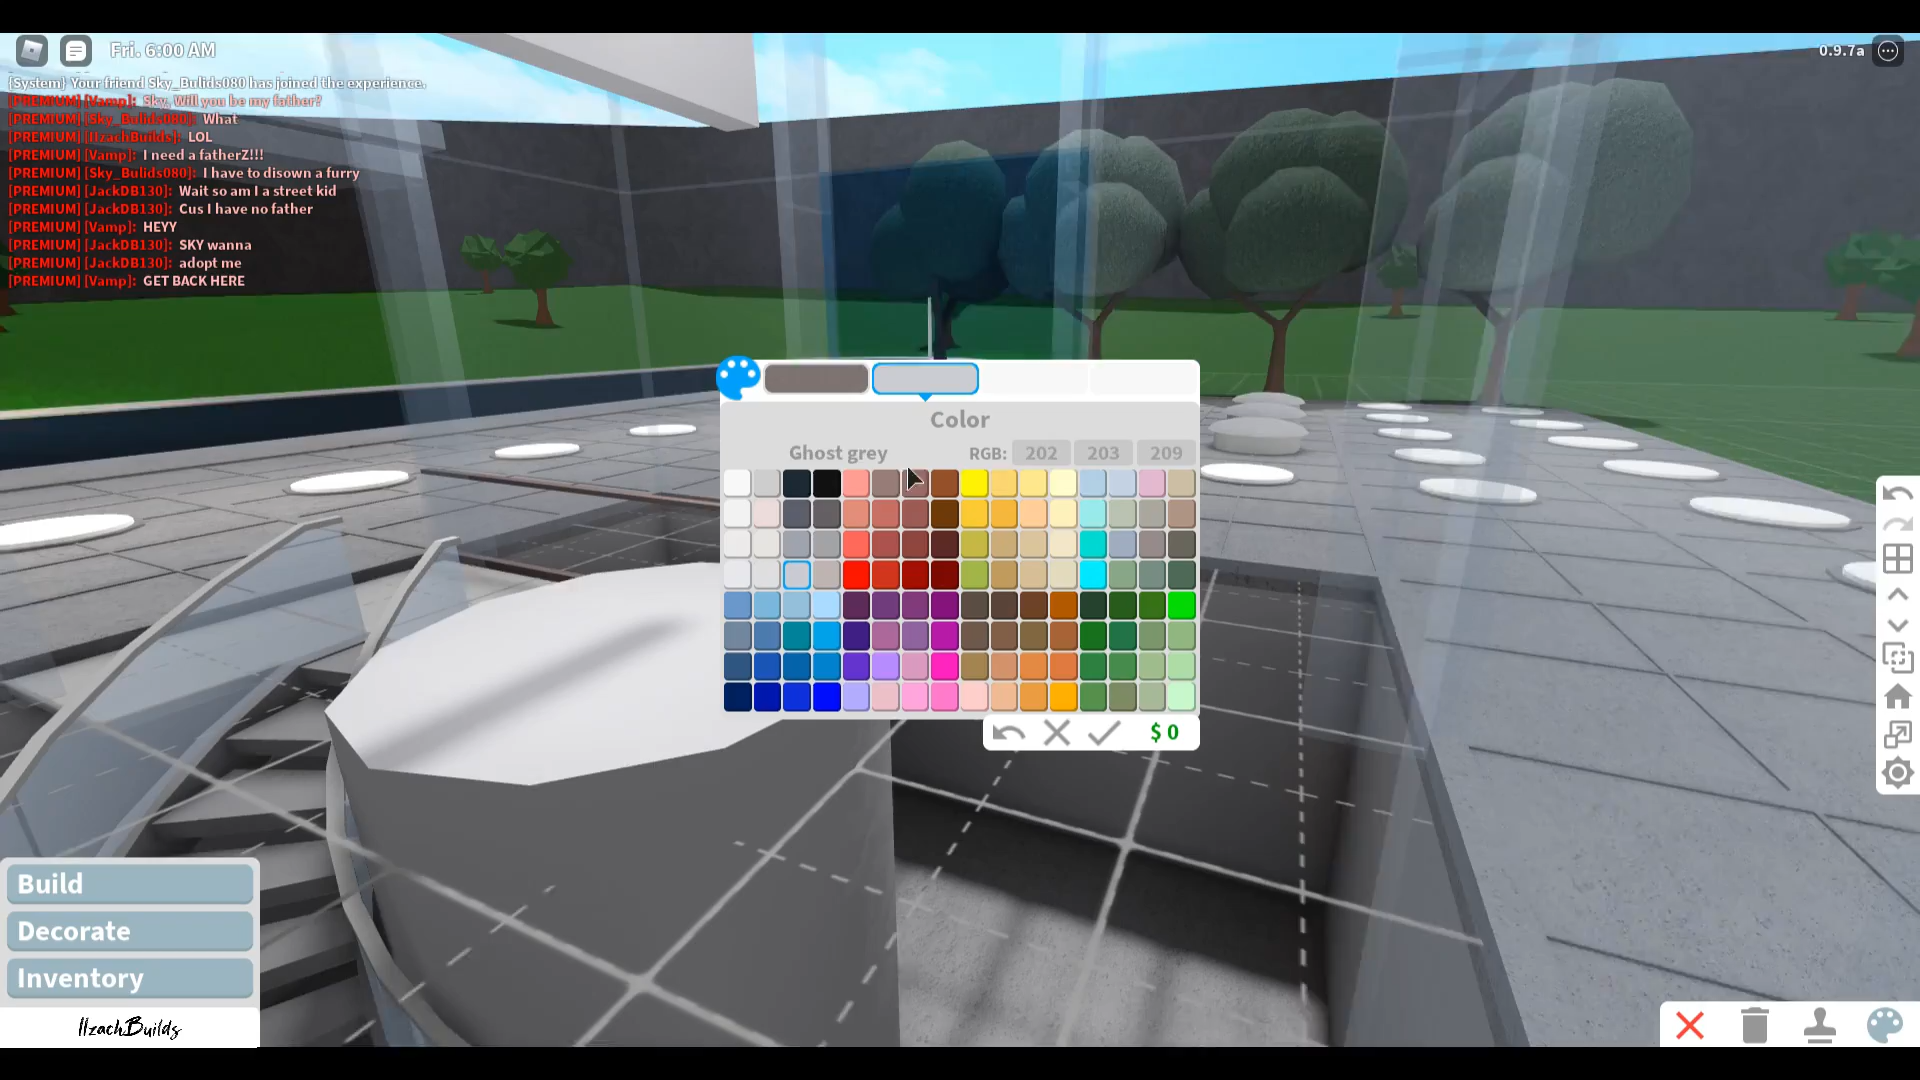 Fri. 6:00 AM
0.9.7a
{System} Your friend Sky_Bulids080 has joined the experience.
[PREMIUM] [Vamp]: Sky, Will you be my father?
[PREMIUM] [Sky_Bulids080]: What
[PREMIUM] [IlzachBuilds]: LOL
[PREMIUM] [Vamp]: I need a fatherZ!!!
[PREMIUM] [Sky_Bulids080]: I have to disown a furry
[PREMIUM] [JackDB130]: Wait so am I a street kid
[PREMIUM] [JackDB130]: Cus I have no father
[PREMIUM] [Vamp]: HEYY
[PREMIUM] [JackDB130]: SKY wanna
[PREMIUM] [JackDB130]: adopt me
[PREMIUM] [Vamp]: GET BACK HERE
Color
Ghost grey RGB: 202 203 209
$ 0
Build
Decorate
Inventory
IlzachBuilds